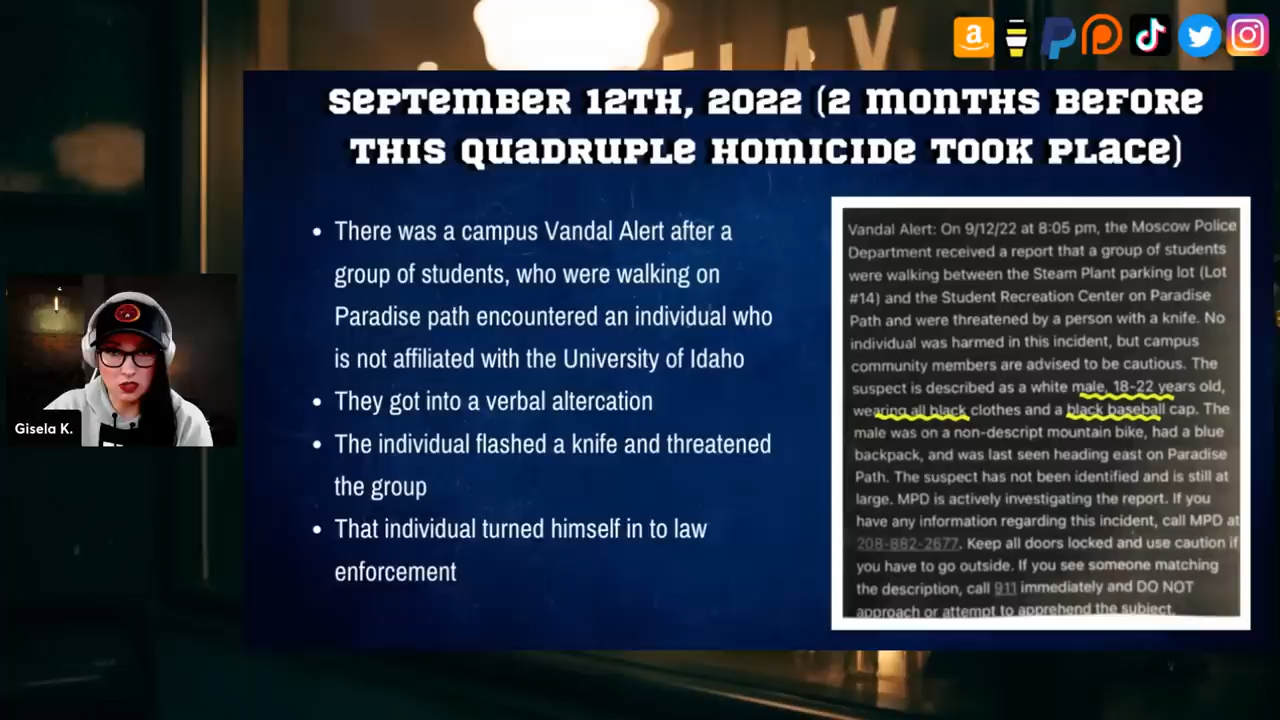 ELAY
SEPTEMBER 12TH, 2022 (2 MONTHS BEFORE
THIS QUADRUPLE HOMICIDE TOOK PLACE)
• There was a campus Vandal Alert after a
group of students, who were walking on
Paradise path encountered an individual who
is not affiliated with the University of Idaho
• They got into a verbal altercation
• The individual flashed a knife and threatened
the group
• That individual turned himself in to law
enforcement
Vandal Alert: On 9/12/22 at 8:05 pm, the Moscow Police
Department received a report that a group of students
were walking between the Steam Plant parking lot (Lot
#14) and the Student Recreation Center on Paradise
Path and were threatened by a person with a knife. No
individual was harmed in this incident, but campus
community members are advised to be cautious. The
suspect is described as a white male, 18-22 years old,
wearing all black clothes and a black baseball cap. The
male was on a non-descript mountain bike, had a blue
backpack, and was last seen heading east on Paradise
Path. The suspect has not been identified and is still at
large. MPD is actively investigating the report. If you
have any information regarding this incident, call MPD at
208-882-2677. Keep all doors locked and use caution if
you have to go outside. If you see someone matching
the description, call 911 immediately and DO NOT
approach or attempt to apprehend the subject.
Gisela K.